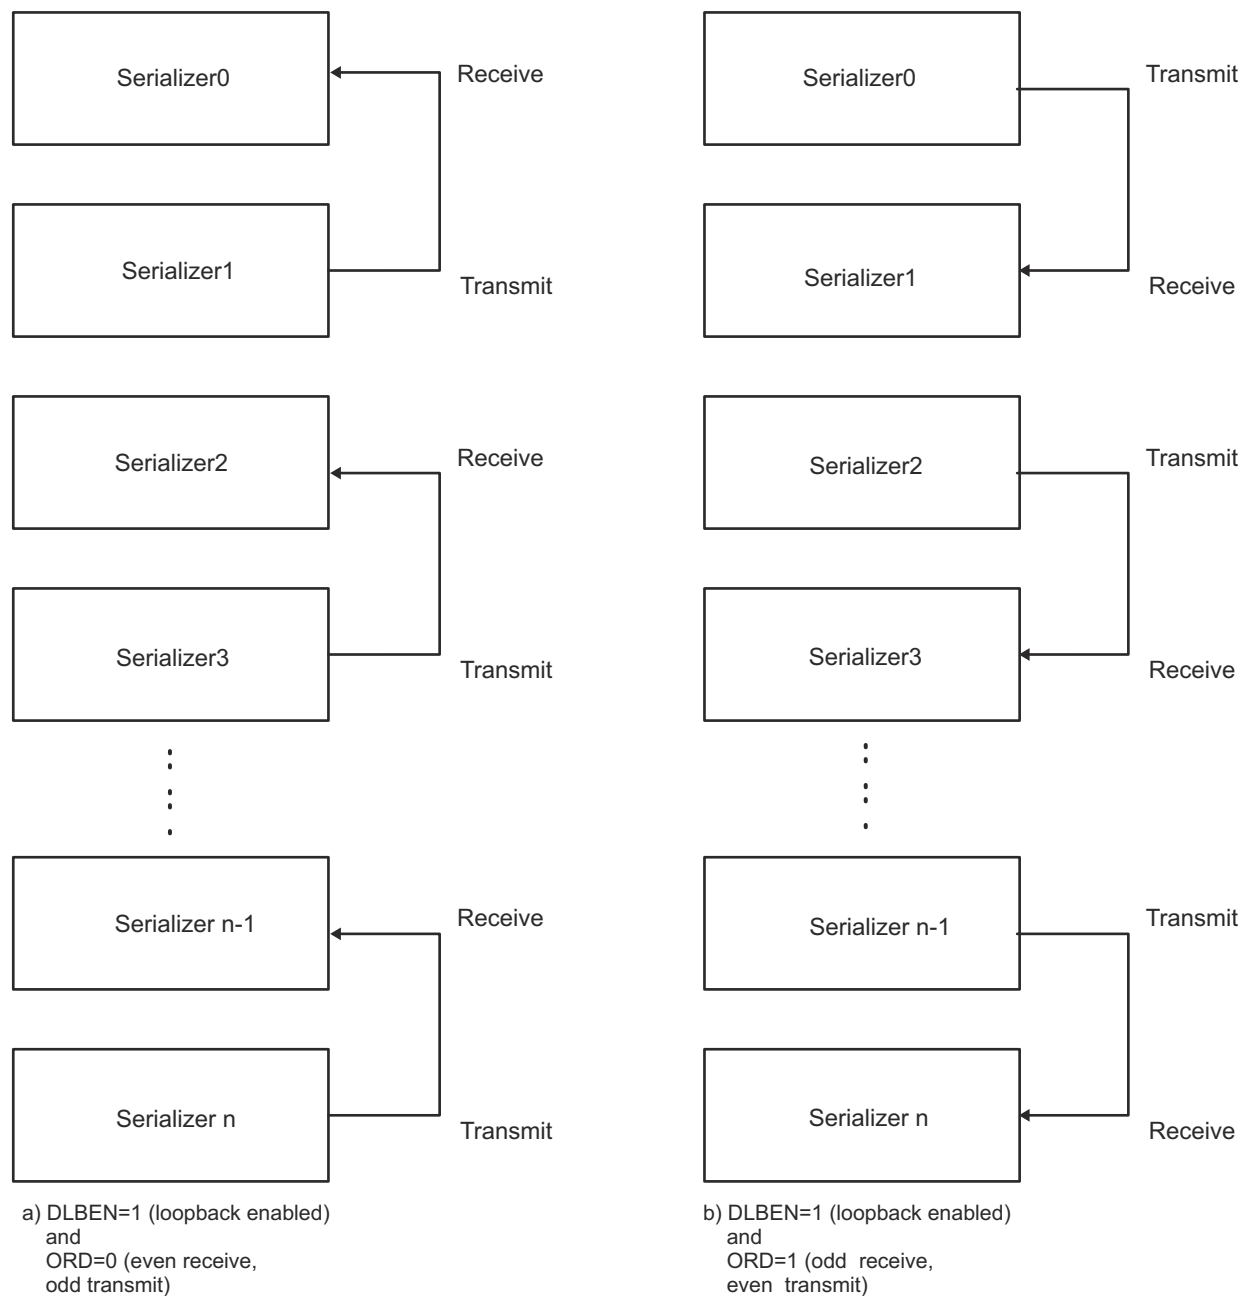 Serializer0
Receive
Serializer1
Transmit
Serializer2
Receive
Serializer3
Transmit
Serializer n-1
Receive
Serializer n
Transmit
a) DLBEN=1 (loopback enabled)
and
ORD=0 (even receive,
odd transmit)
Serializer0
Transmit
Serializer1
Receive
Serializer2
Transmit
Serializer3
Receive
Serializer n-1
Transmit
Serializer n
Receive
b) DLBEN=1 (loopback enabled)
and
ORD=1 (odd receive,
even transmit)